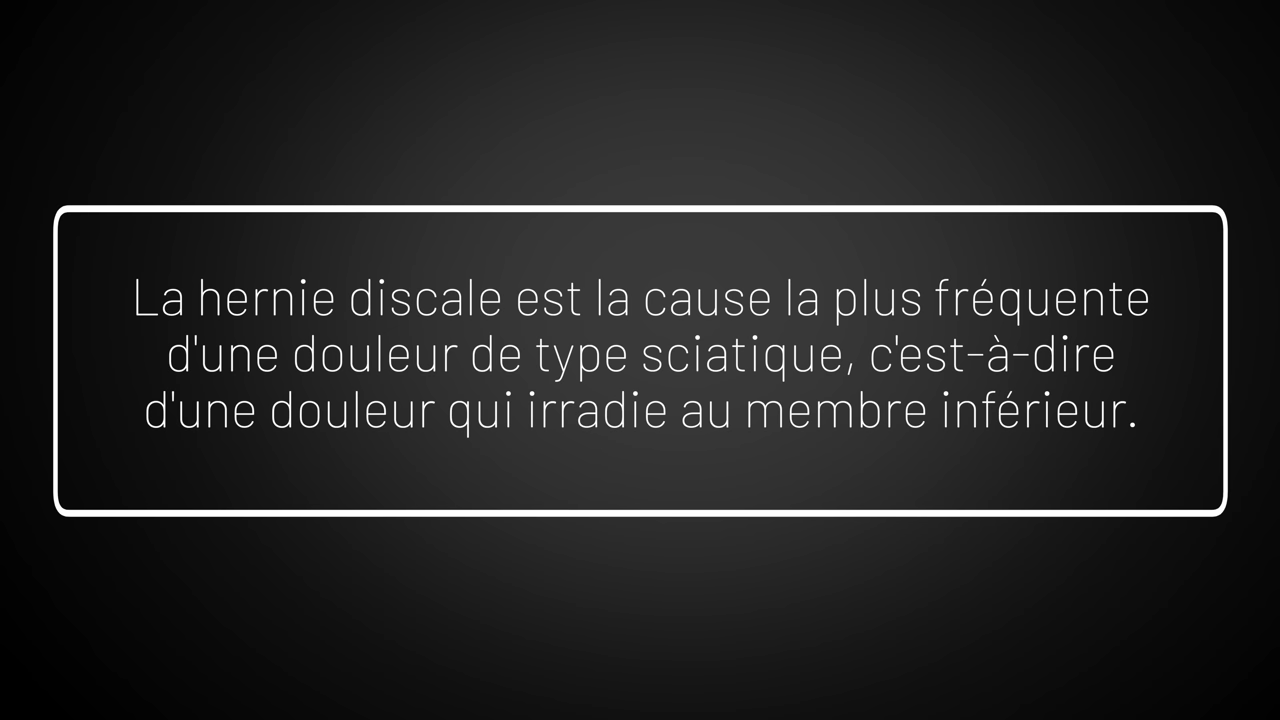 La hernie discale est la cause la plus fréquente
d'une douleur de type sciatique, c'est-à-dire
d'une douleur qui irradie au membre inférieur.